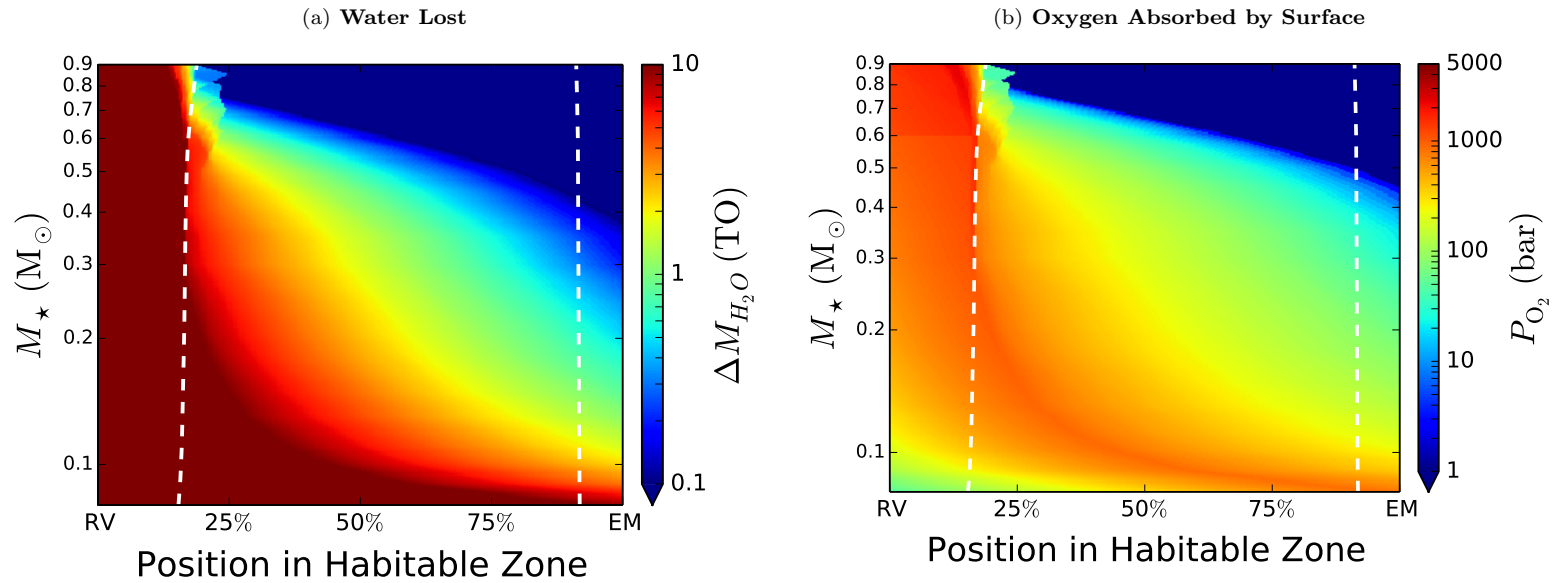 (a) Water Lost
0.9
0.8
0.7
0.6
0.5
0.4
0.3
0.2
0.1
M★ (M☉)
RV 25% 50% 75% EM
Position in Habitable Zone
10
1
0.1
ΔM_{H₂O} (TO)
(b) Oxygen Absorbed by Surface
0.9
0.8
0.7
0.6
0.5
0.4
0.3
0.2
0.1
M★ (M☉)
RV 25% 50% 75% EM
Position in Habitable Zone
5000
1000
100
10
1
P_{O₂} (bar)